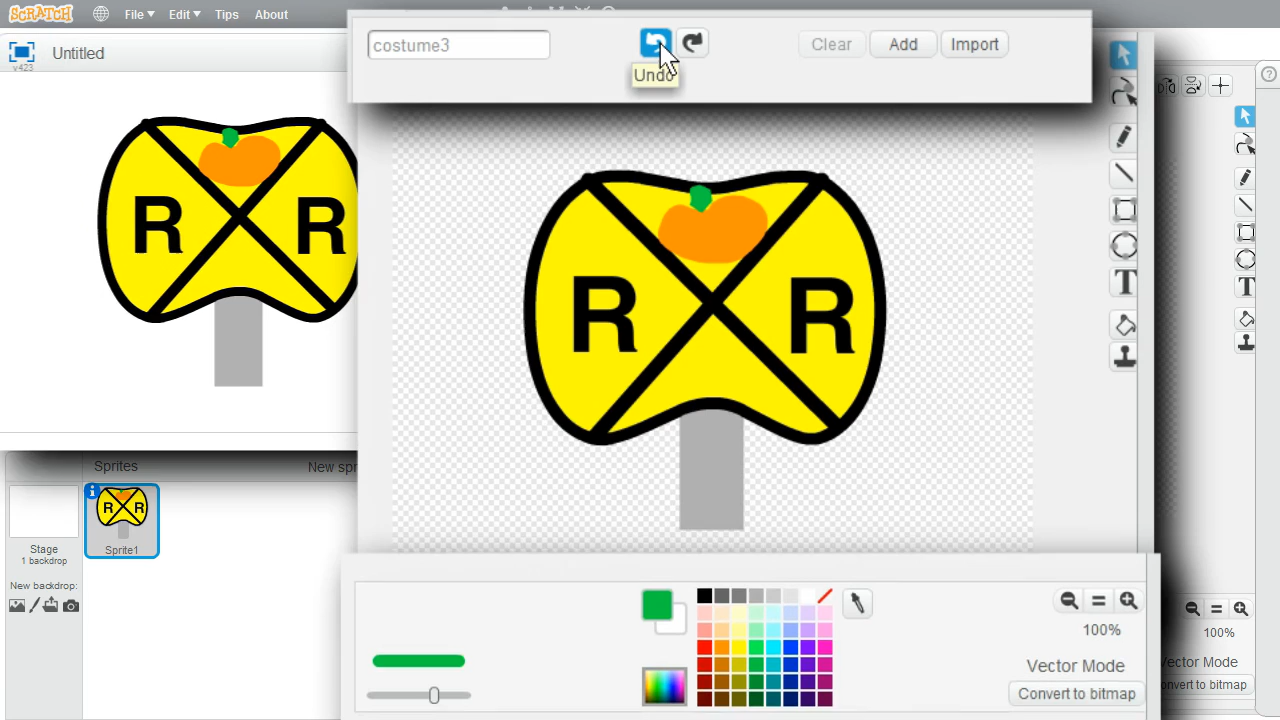 SCRATCH File Edit Tips About
v423 Untitled
costume3
Undo
Clear Add Import
R R
R R
T
T
Sprites New spr
R R
Sprite1
Stage
1 backdrop
New backdrop:
100%
Vector Mode
Convert to bitmap
100%
Vector Mode
onvert to bitmap